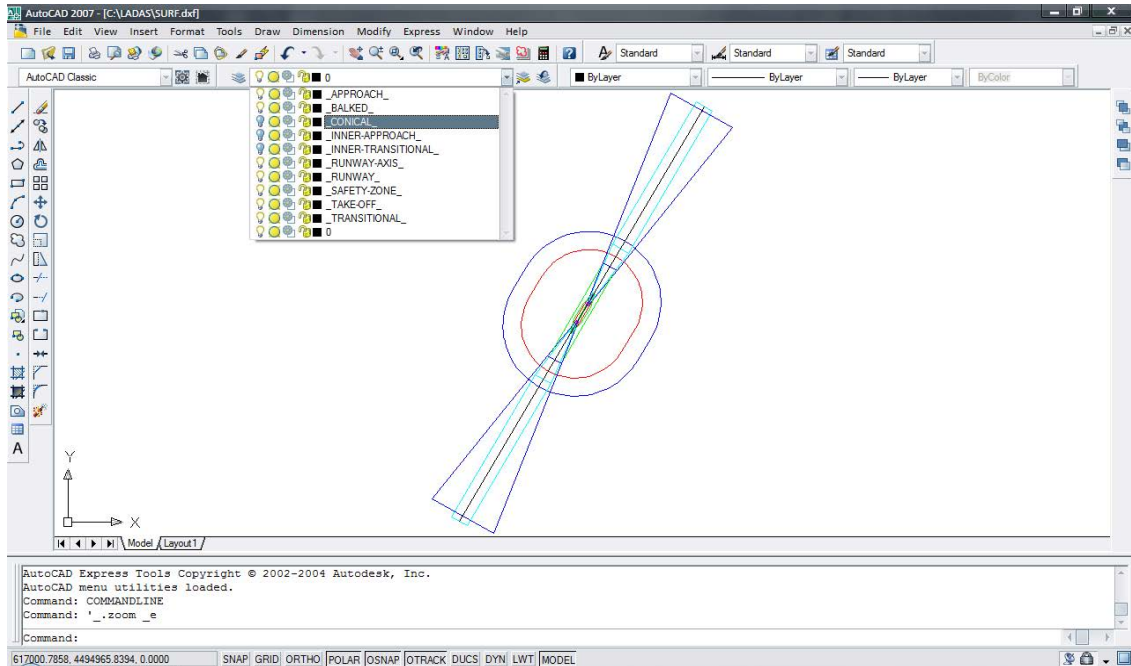 AutoCAD 2007 - [C:\LADAS\SURF.dxf]
File Edit View Insert Format Tools Draw Dimension Modify Express Window Help
Standard Standard Standard
AutoCAD Classic 0 ByLayer ByLayer ByLayer ByColor
_APPROACH_
_BALKED_
_CONICAL_
_INNER-APPROACH_
_INNER-TRANSITIONAL_
_RUNWAY-AXIS_
_RUNWAY_
_SAFETY-ZONE_
_TAKE-OFF_
_TRANSITIONAL_
0
A
Y
X
Model Layout1
AutoCAD Express Tools Copyright © 2002-2004 Autodesk, Inc.
AutoCAD menu utilities loaded.
Command: COMMANDLINE
Command: '_.zoom _e
Command:
617000.7858, 4494965.8394, 0.0000 SNAP GRID ORTHO POLAR OSNAP OTRACK DUCS DYN LWT MODEL